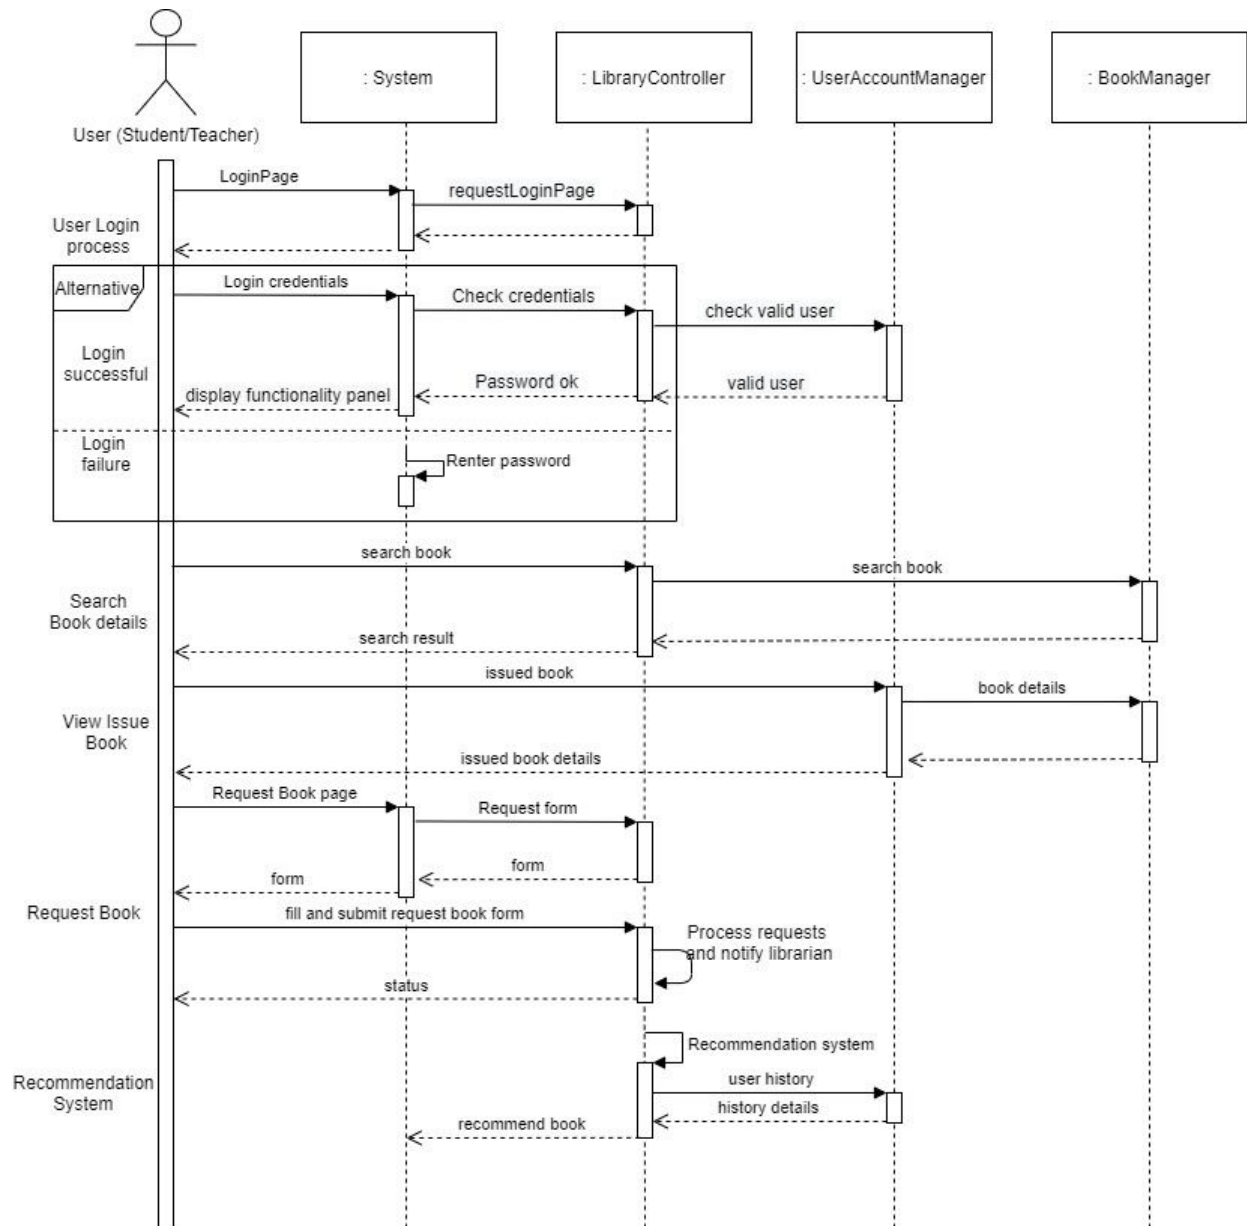 : System
: LibraryController
: UserAccountManager
: BookManager
User (Student/Teacher)
LoginPage
requestLoginPage
User Login
process
Alternative
Login credentials
Check credentials
check valid user
Login
successful
display functionality panel
Password ok
valid user
Login
failure
Renter password
search book
search book
Search
Book details
search result
issued book
book details
View Issue
Book
issued book details
Request Book page
Request form
form
form
Request Book
fill and submit request book form
Process requests
and notify librarian
status
Recommendation system
Recommendation
System
user history
history details
recommend book